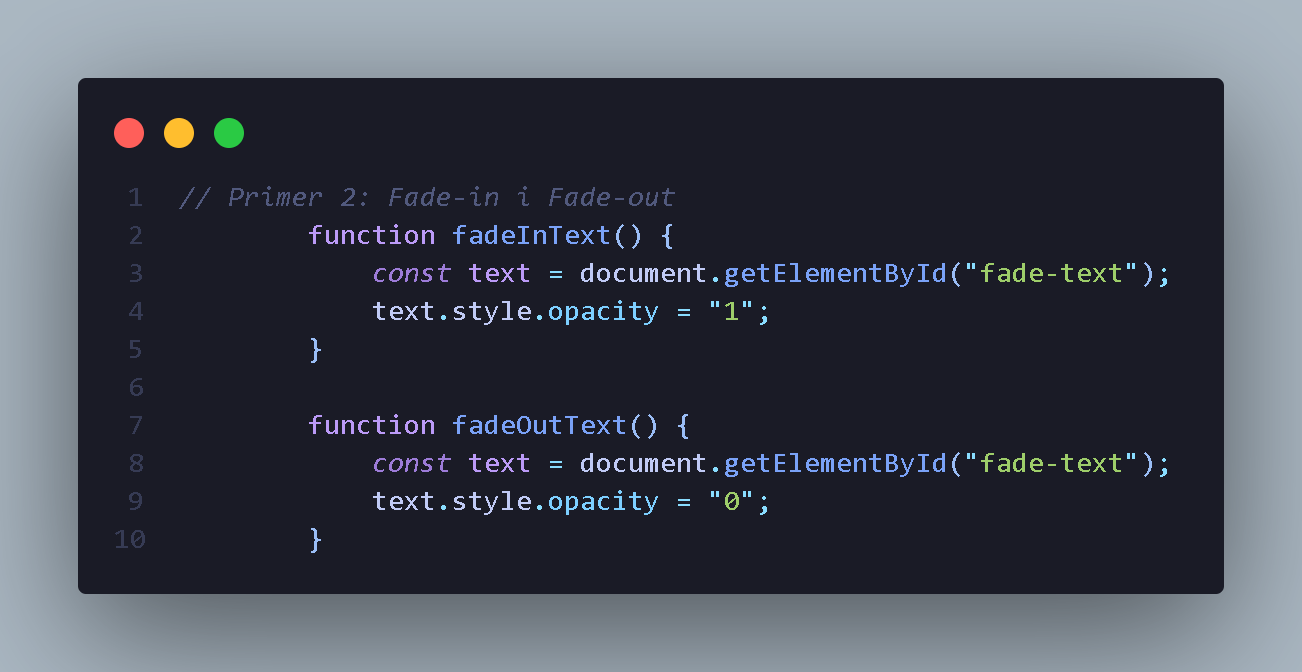 1 // Primer 2: Fade-in i Fade-out
2         function fadeInText() {
3             const text = document.getElementById("fade-text");
4             text.style.opacity = "1";
5         }
6
7         function fadeOutText() {
8             const text = document.getElementById("fade-text");
9             text.style.opacity = "0";
10         }